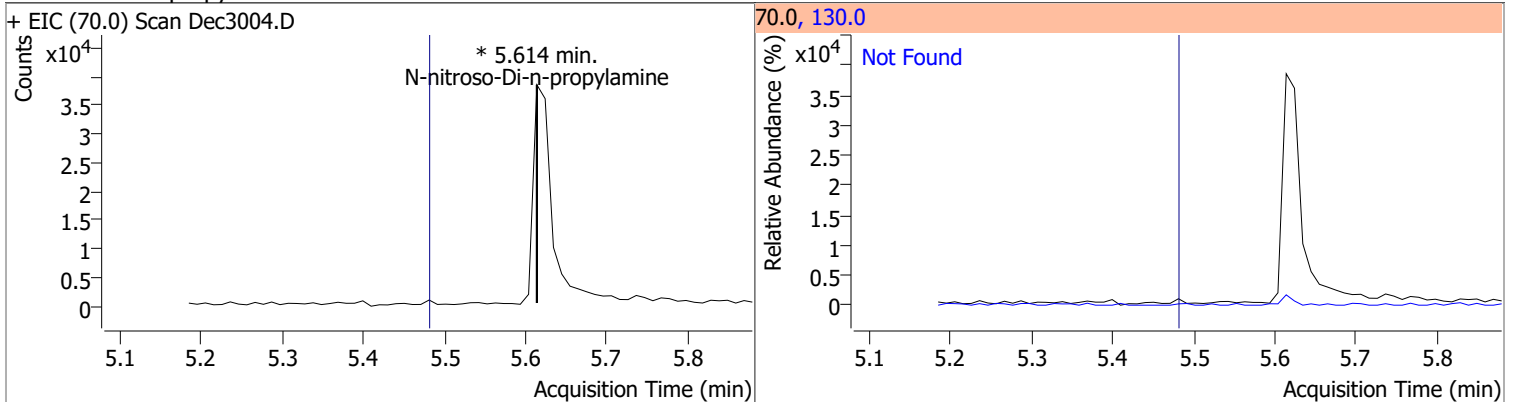 + EIC (70.0) Scan Dec3004.D
Counts
x10⁴
* 5.614 min.
N-nitroso-Di-n-propylamine
3.5
3
2.5
2
1.5
1
0.5
0
5.1 5.2 5.3 5.4 5.5 5.6 5.7 5.8
Acquisition Time (min)
70.0, 130.0
Relative Abundance (%)
x10⁴
Not Found
3.5
3
2.5
2
1.5
1
0.5
0
5.1 5.2 5.3 5.4 5.5 5.6 5.7 5.8
Acquisition Time (min)